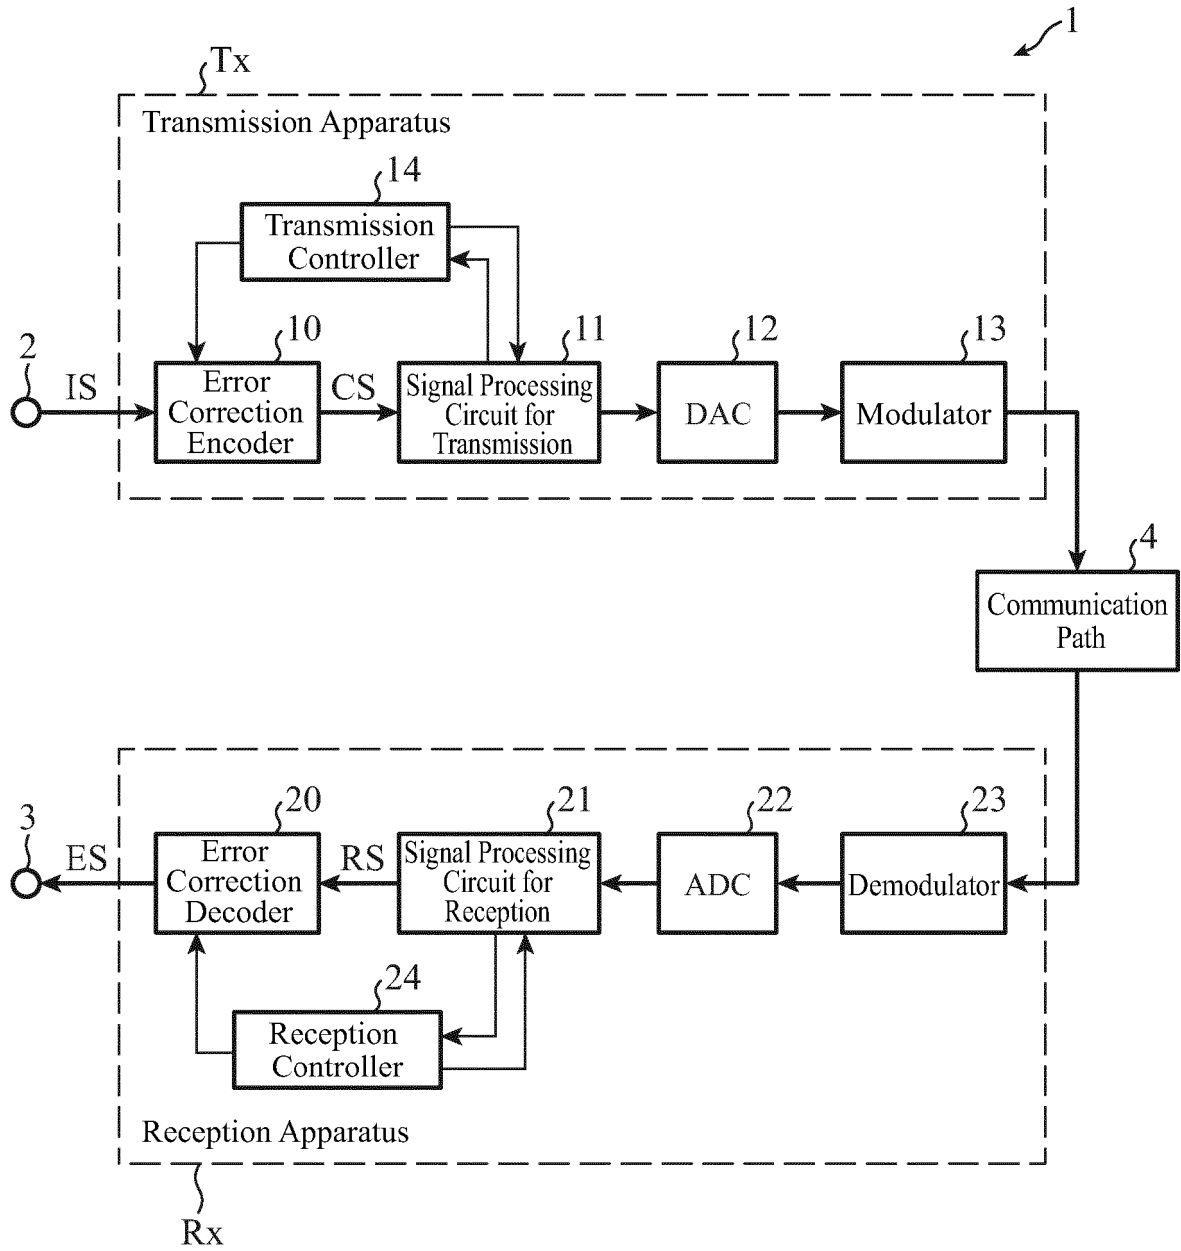 1
Tx
Transmission Apparatus
14
Transmission
Controller
2
IS
10
Error
Correction
Encoder
CS
11
Signal Processing
Circuit for
Transmission
12
DAC
13
Modulator
4
Communication
Path
3
ES
20
Error
Correction
Decoder
RS
21
Signal Processing
Circuit for
Reception
22
ADC
23
Demodulator
24
Reception
Controller
Reception Apparatus
Rx